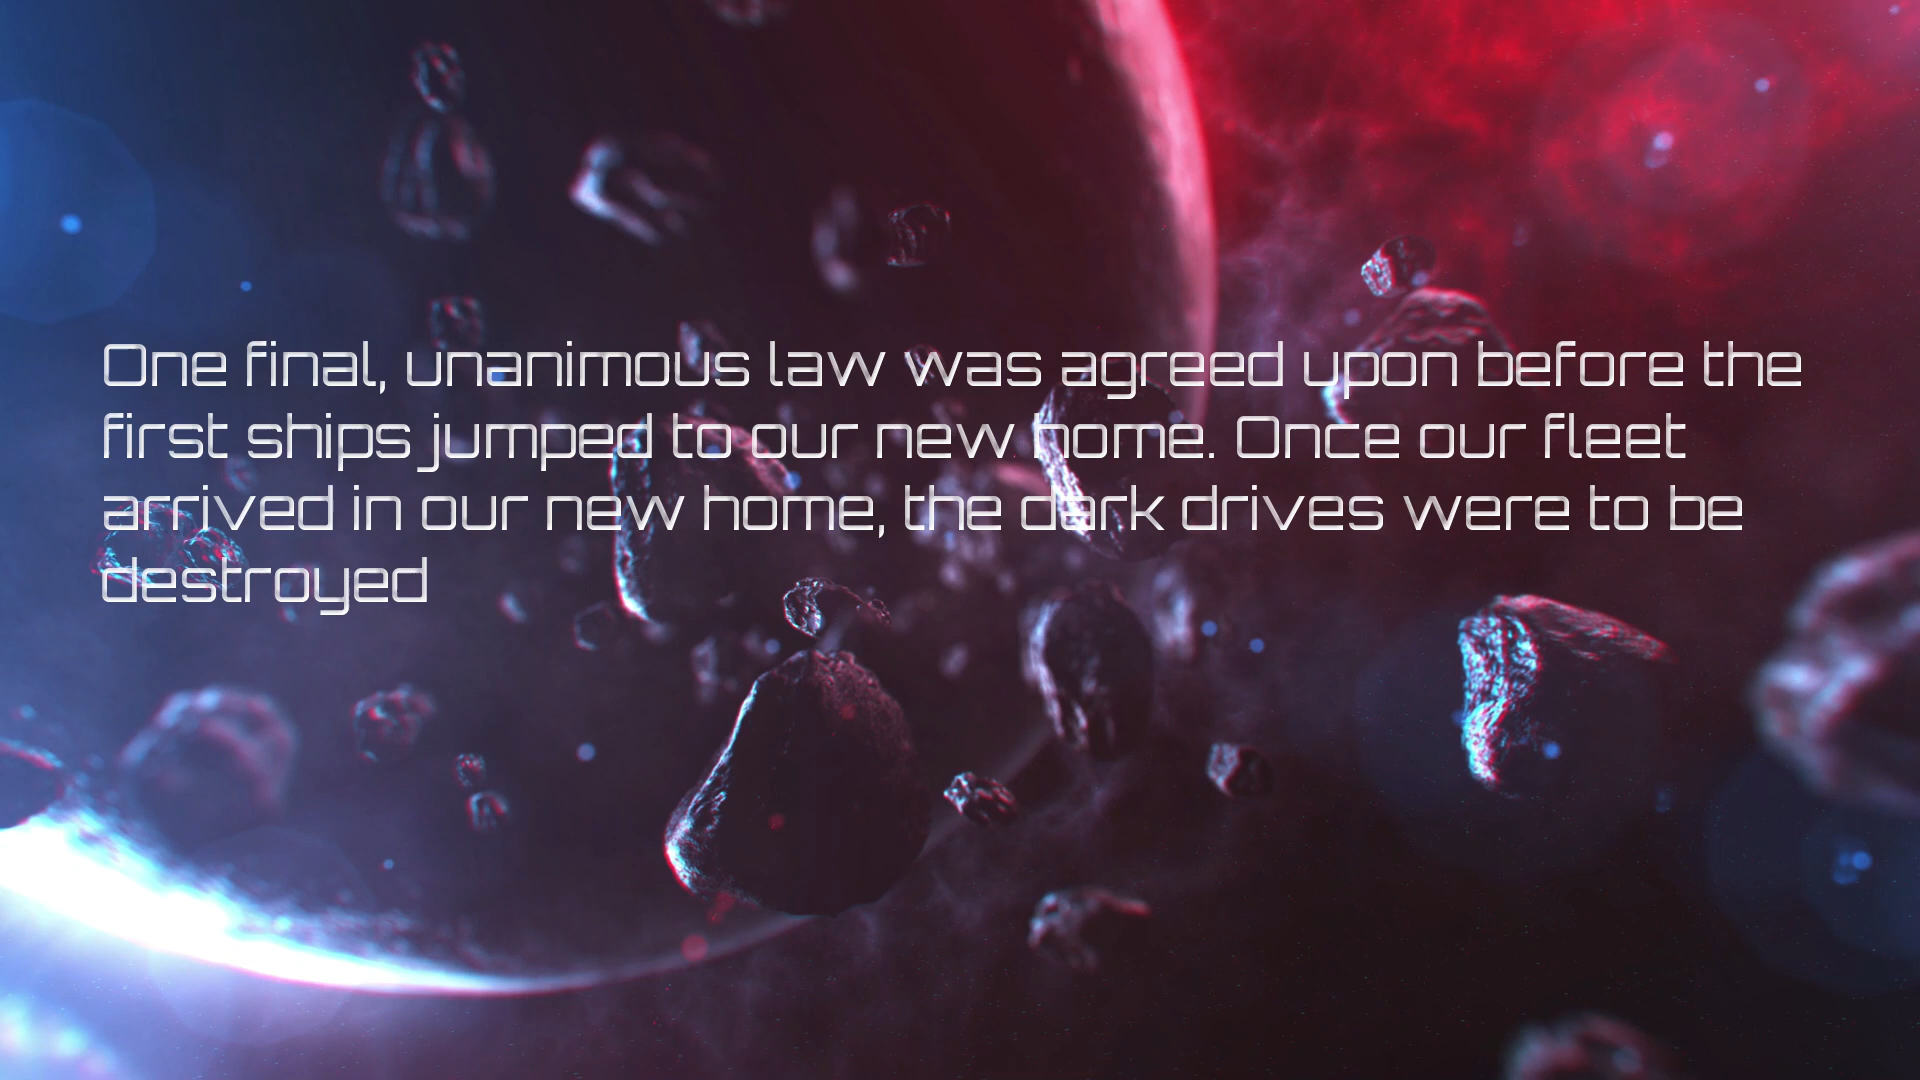 One final, unanimous law was agreed upon before the
first ships jumped to our new home. Once our fleet
arrived in our new home, the dark drives were to be
destroyed